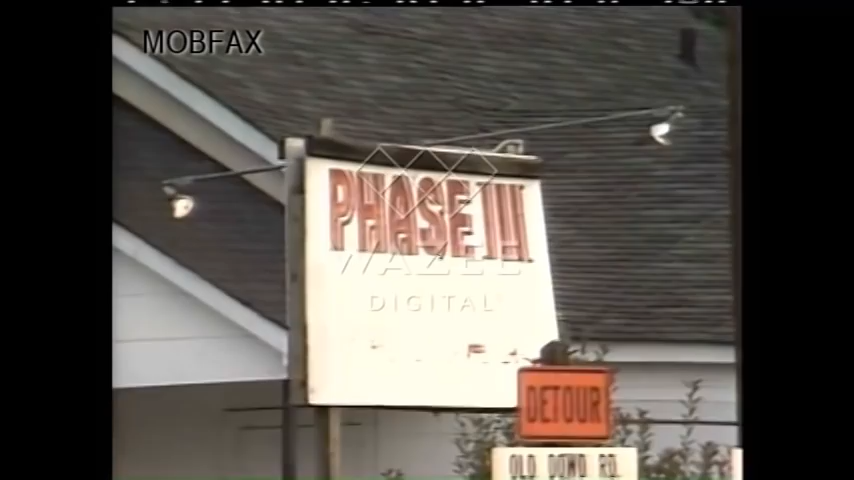 MOBFAX
PHASE III
WAZEE
DIGITAL
DETOUR
OLD DOWD RD.